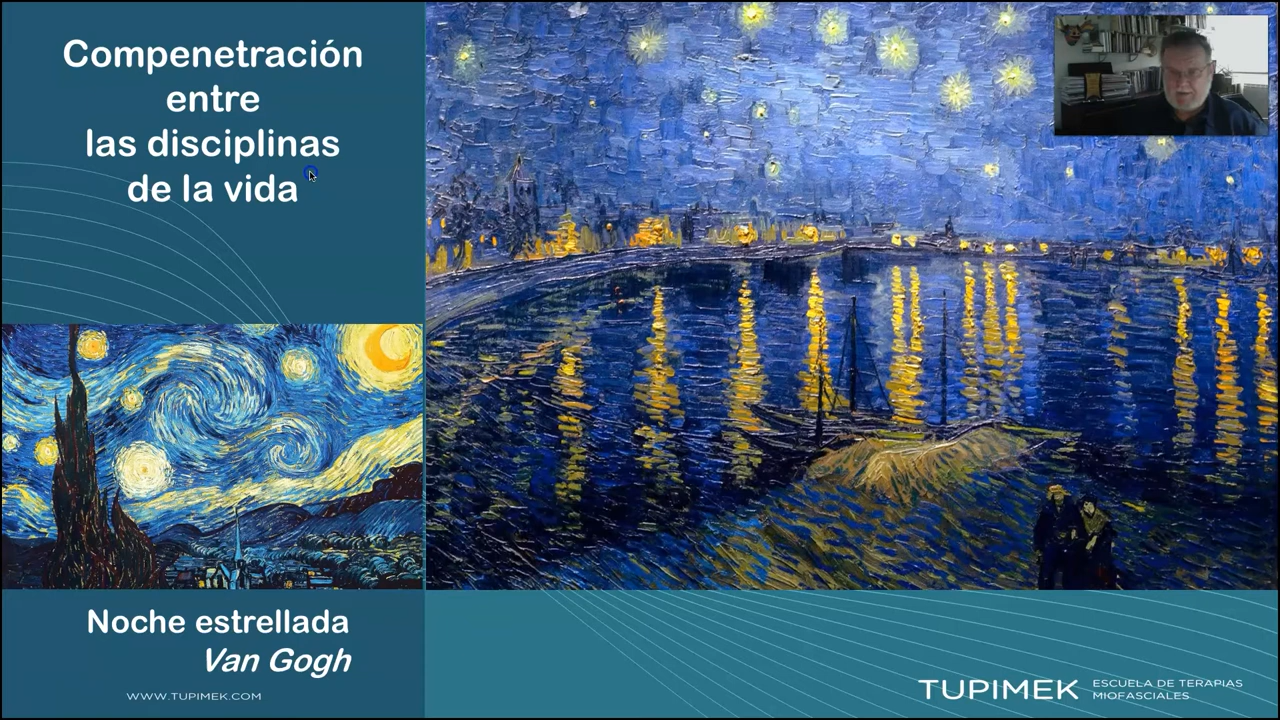 Compenetración
entre
las disciplinas
de la vida
Noche estrellada
Van Gogh
WWW.TUPIMEK.COM
TUPIMEK
ESCUELA DE TERAPIAS
MIOFASCIALES